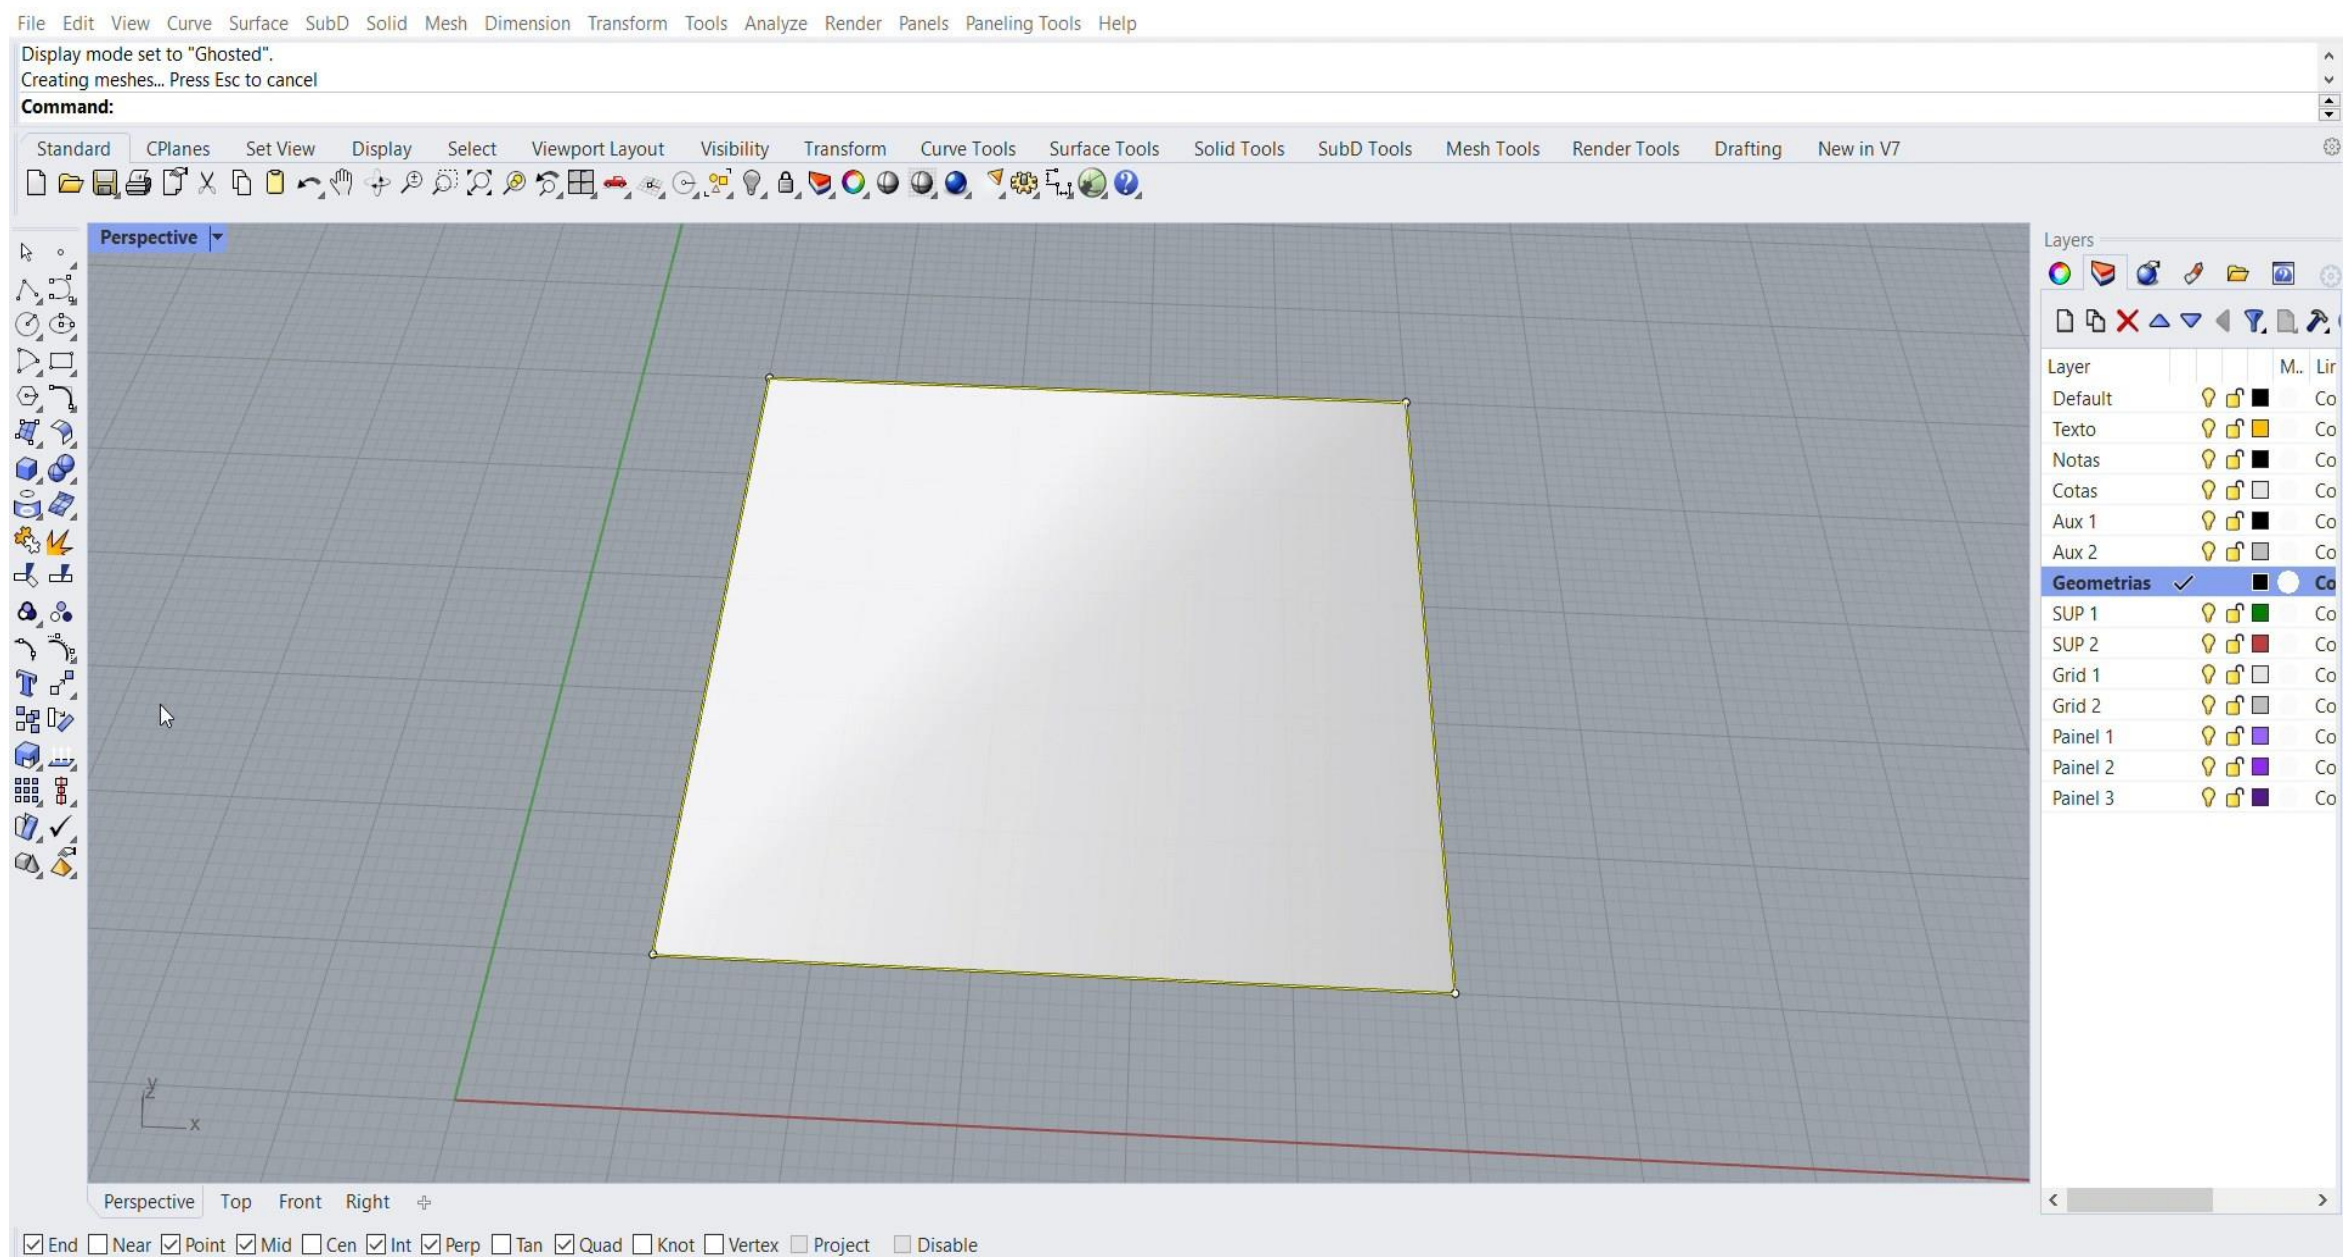 File Edit View Curve Surface SubD Solid Mesh Dimension Transform Tools Analyze Render Panels Paneling Tools Help
Display mode set to "Ghosted".
Creating meshes... Press Esc to cancel
Command:
Standard CPlanes Set View Display Select Viewport Layout Visibility Transform Curve Tools Surface Tools Solid Tools SubD Tools Mesh Tools Render Tools Drafting New in V7
Perspective
Layers
Layer M.. Lir
Default Co
Texto Co
Notas Co
Cotas Co
Aux 1 Co
Aux 2 Co
Geometrias Co
SUP 1 Co
SUP 2 Co
Grid 1 Co
Grid 2 Co
Painel 1 Co
Painel 2 Co
Painel 3 Co
y
z
x
Perspective Top Front Right
End Near Point Mid Cen Int Perp Tan Quad Knot Vertex Project Disable